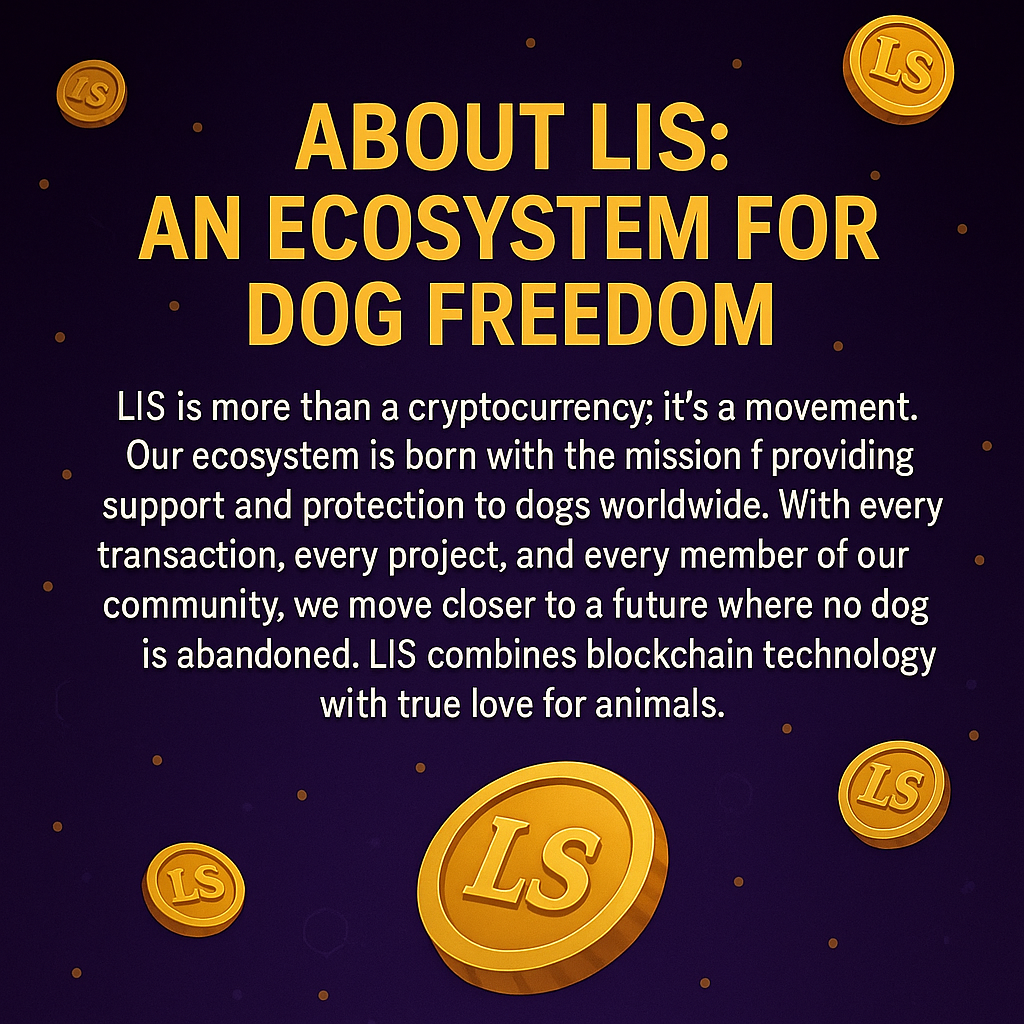 IS
LS
ABOUT LIS:
AN ECOSYSTEM FOR
DOG FREEDOM
LIS is more than a cryptocurrency; it's a movement.
Our ecosystem is born with the mission f providing
support and protection to dogs worldwide. With every
transaction, every project, and every member of our
community, we move closer to a future where no dog
is abandoned. LIS combines blockchain technology
with true love for animals.
LS
LS
LS